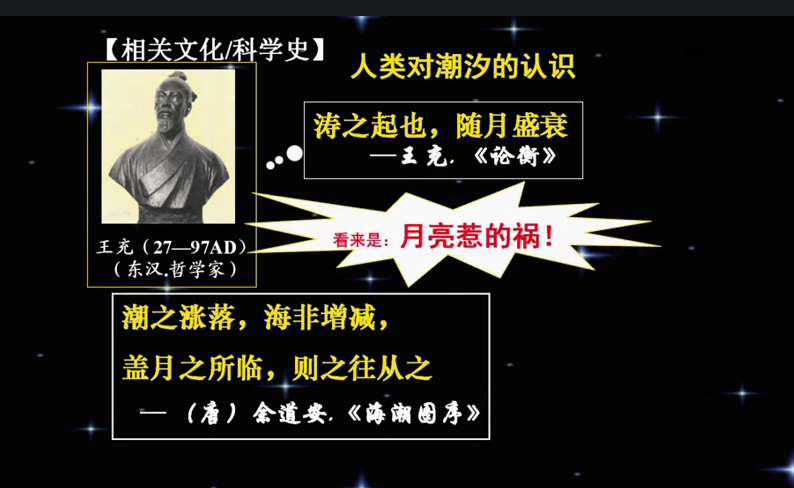 【相关文化/科学史】
人类对潮汐的认识
涛之起也，随月盛衰
—王充.《论衡》
看来是：月亮惹的祸！
王充（27—97AD）
（东汉.哲学家）
潮之涨落，海非增减，
盖月之所临，则之往从之
—（唐）余道安.《海潮图序》